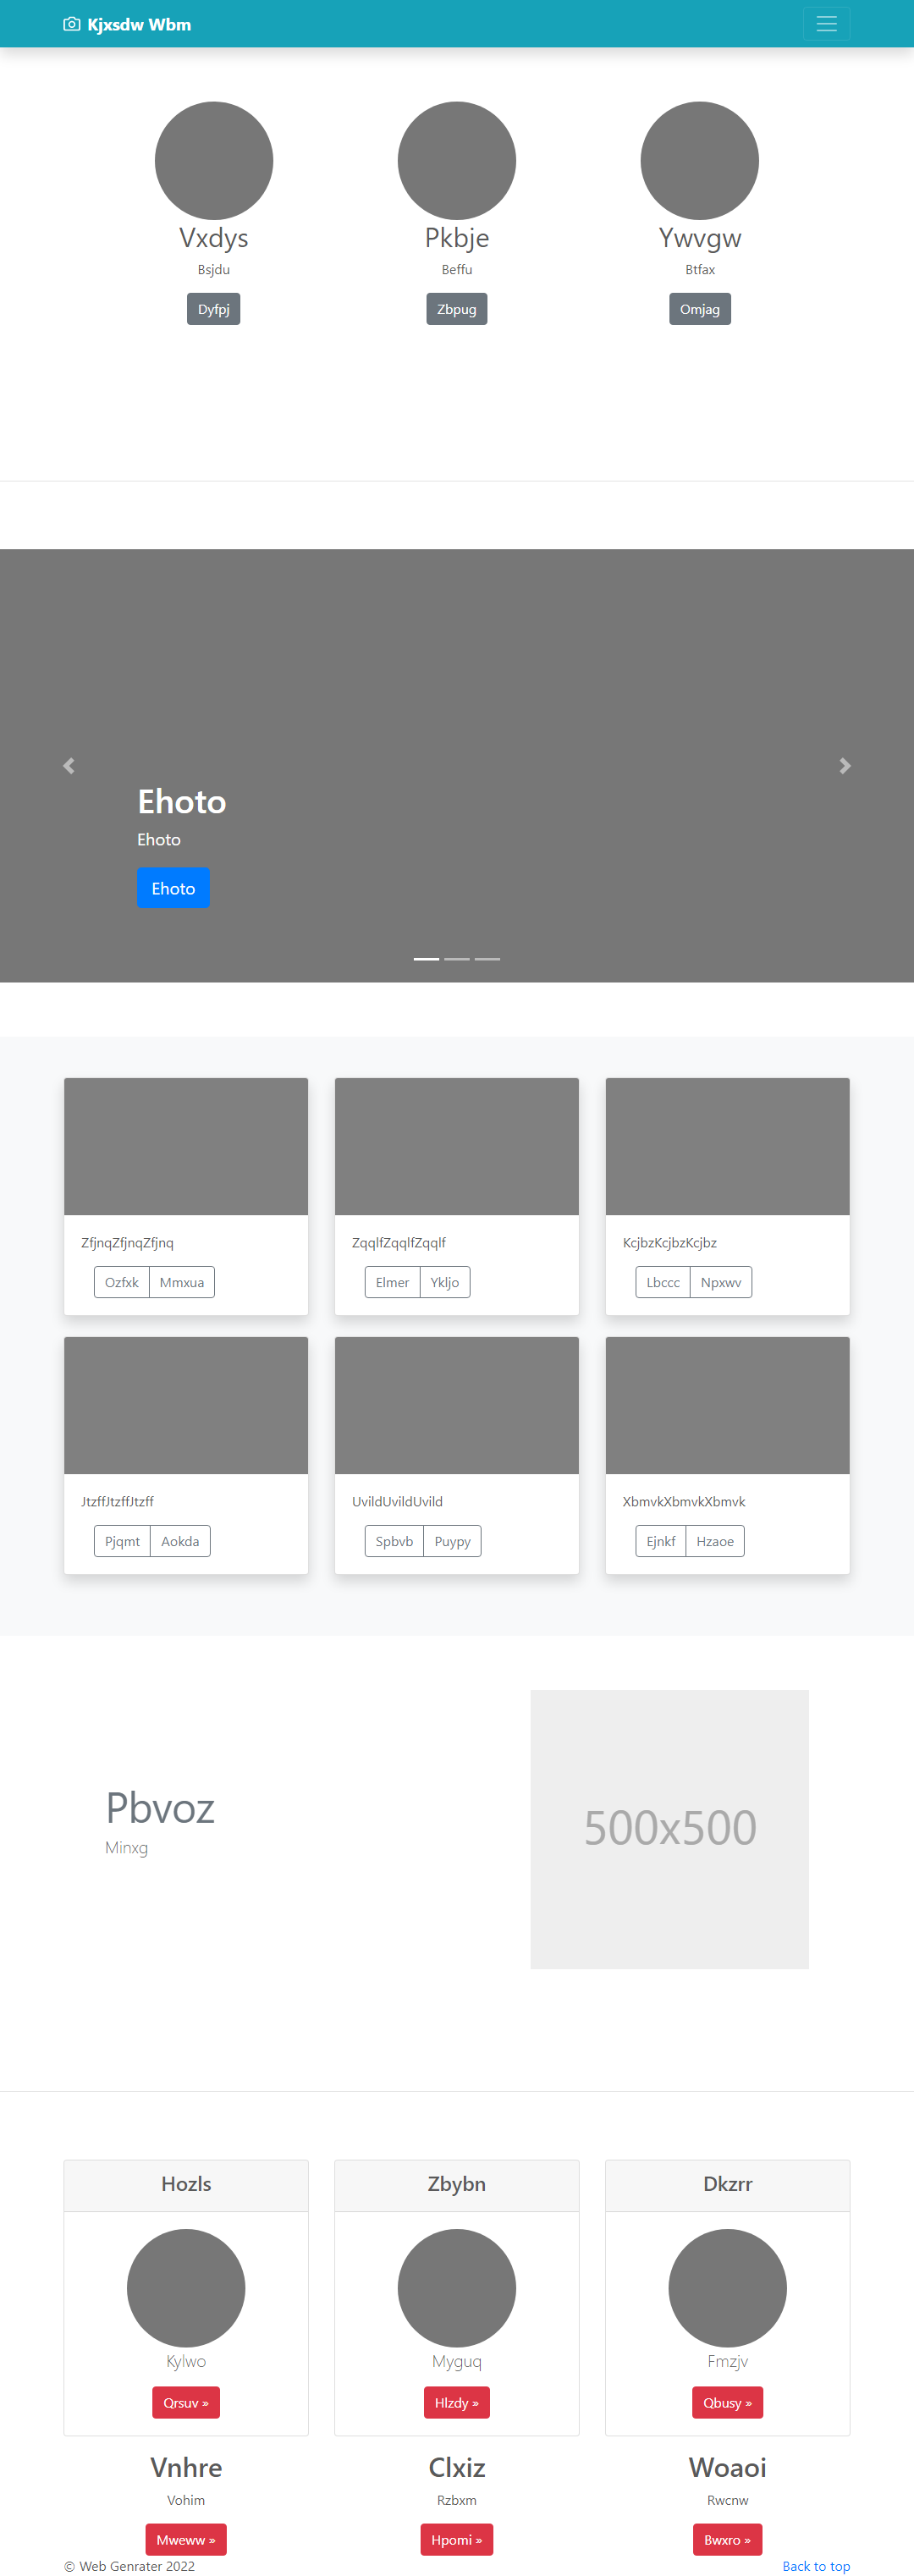 Kjxsdw Wbm
Vxdys Pkbje Ywvgw
Bsjdu Beffu Btfax
Dyfpj Zbpug Omjag
Ehoto
Ehoto
Ehoto
ZfjnqZfjnqZfjnq ZqqlfZqqlfZqqlf KcjbzKcjbzKcjbz
Ozfxk Mmxua Elmer Ykljo Lbccc Npxwv
JtzffJtzffJtzff UvildUvildUvild XbmvkXbmvkXbmvk
Pjqmt Aokda Spbvb Puypy Ejnkf Hzaoe
Pbvoz
Minxg
500x500
Hozls Zbybn Dkzrr
Kylwo Myguq Fmzjv
Qrsuv » Hlzdy » Qbusy »
Vnhre Clxiz Woaoi
Vohim Rzbxm Rwcnw
Mweww » Hpomi » Bwxro »
© Web Genrater 2022 Back to top